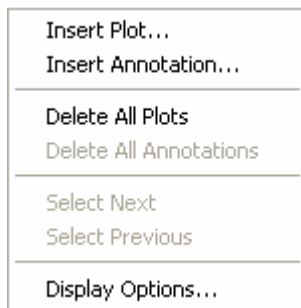 Insert Plot...
Insert Annotation...
Delete All Plots
Delete All Annotations
Select Next
Select Previous
Display Options...